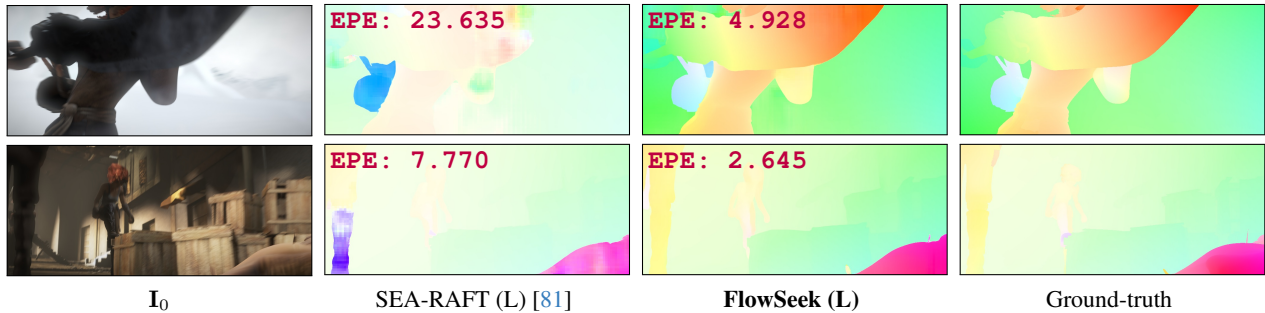 EPE: 23.635
EPE: 4.928
EPE: 7.770
EPE: 2.645
I₀
SEA-RAFT (L) [81]
FlowSeek (L)
Ground-truth